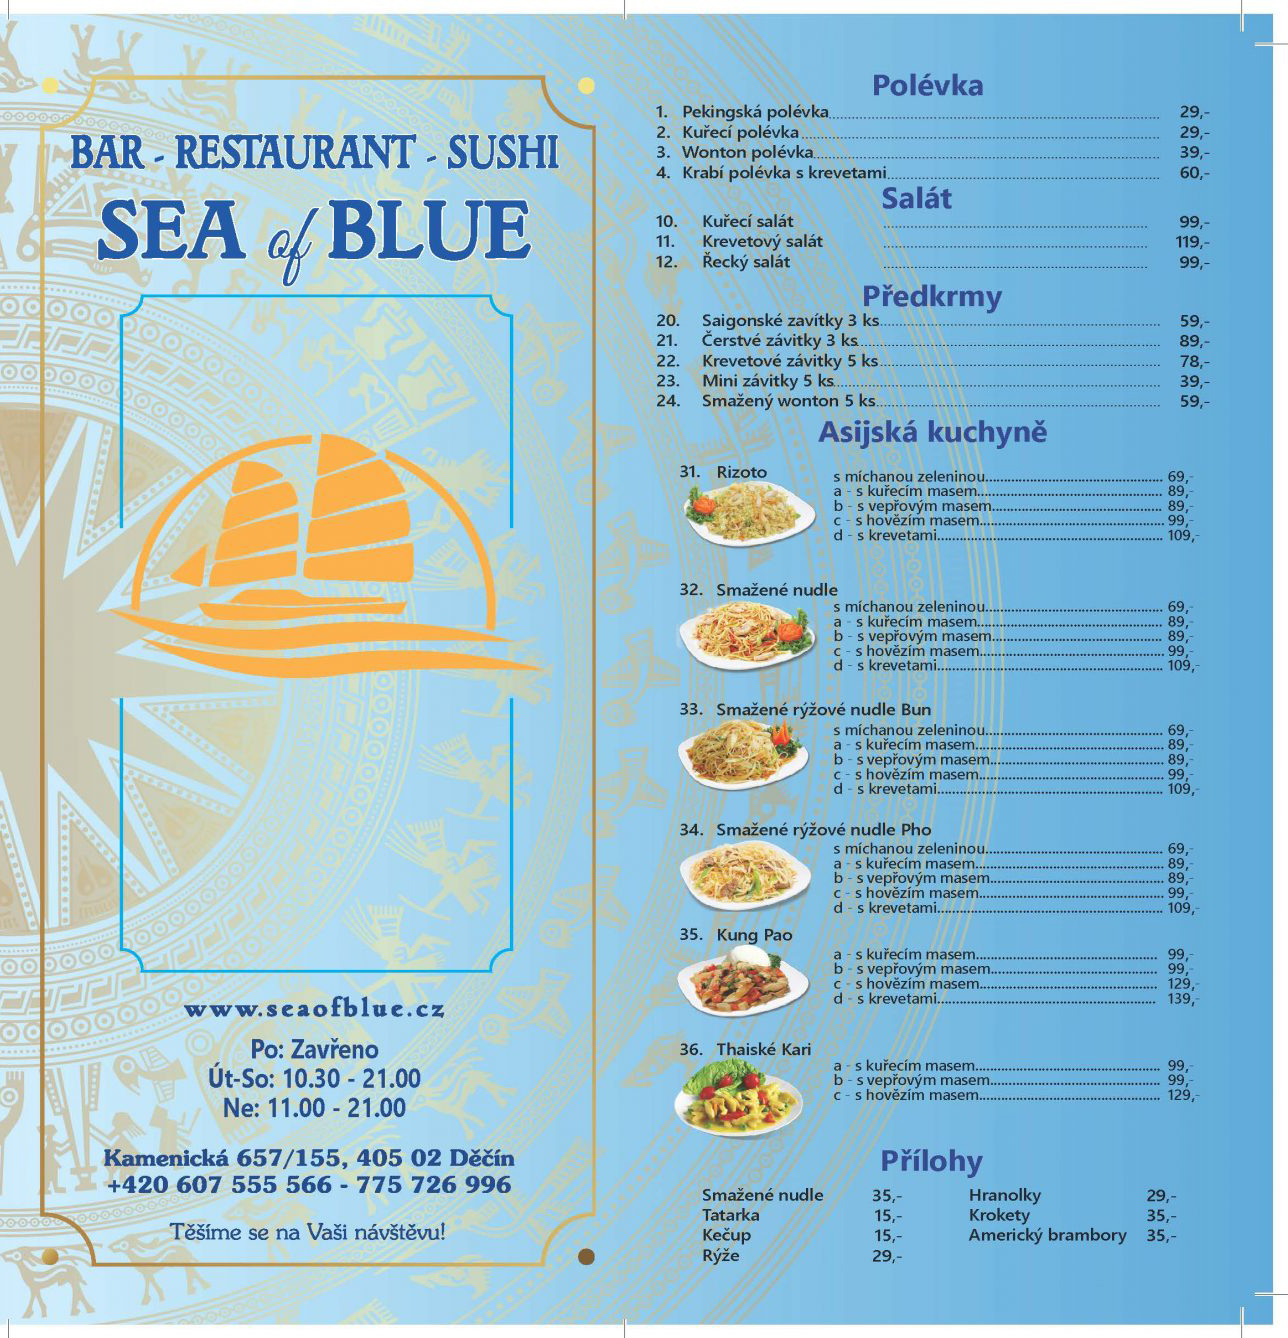 BAR - RESTAURANT - SUSHI
SEA of BLUE
www.seaofblue.cz
Po: Zavřeno
Út-So: 10.30 - 21.00
Ne: 11.00 - 21.00
Kamenická 657/155, 405 02 Děčín
+420 607 555 566 - 775 726 996
Těšíme se na Vaši návštěvu!
Polévka
1. Pekingská polévka 29,-
2. Kuřecí polévka 29,-
3. Wonton polévka 39,-
4. Krabí polévka s krevetami 60,-
Salát
10. Kuřecí salát 99,-
11. Krevetový salát 119,-
12. Řecký salát 99,-
Předkrmy
20. Saigonské zavítky 3 ks 59,-
21. Čerstvé závitky 3 ks 89,-
22. Krevetové závitky 5 ks 78,-
23. Mini závitky 5 ks 39,-
24. Smažený wonton 5 ks 59,-
Asijská kuchyně
31. Rizoto
s míchanou zeleninou 69,-
a - s kuřecím masem 89,-
b - s vepřovým masem 89,-
c - s hovězím masem 99,-
d - s krevetami 109,-
32. Smažené nudle
s míchanou zeleninou 69,-
a - s kuřecím masem 89,-
b - s vepřovým masem 89,-
c - s hovězím masem 99,-
d - s krevetami 109,-
33. Smažené rýžové nudle Bun
s míchanou zeleninou 69,-
a - s kuřecím masem 89,-
b - s vepřovým masem 89,-
c - s hovězím masem 99,-
d - s krevetami 109,-
34. Smažené rýžové nudle Pho
s míchanou zeleninou 69,-
a - s kuřecím masem 89,-
b - s vepřovým masem 89,-
c - s hovězím masem 99,-
d - s krevetami 109,-
35. Kung Pao
a - s kuřecím masem 99,-
b - s vepřovým masem 99,-
c - s hovězím masem 129,-
d - s krevetami 139,-
36. Thaiské Kari
a - s kuřecím masem 99,-
b - s vepřovým masem 99,-
c - s hovězím masem 129,-
Přílohy
Smažené nudle 35,- Hranolky 29,-
Tatarka 15,- Krokety 35,-
Kečup 15,- Americký brambory 35,-
Rýže 29,-